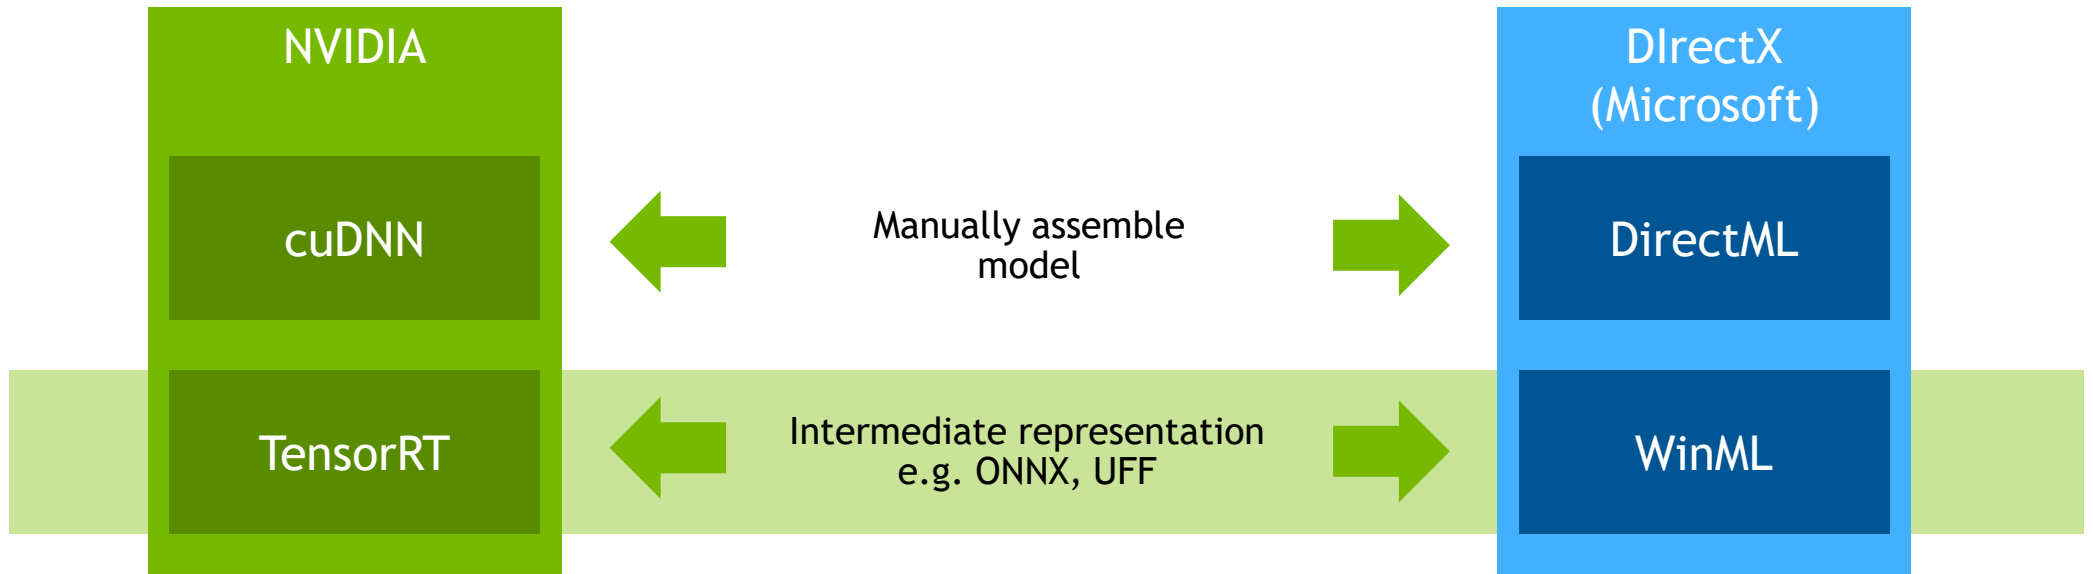 NVIDIA
DIrectX
(Microsoft)
cuDNN
Manually assemble
model
DirectML
TensorRT
Intermediate representation
e.g. ONNX, UFF
WinML